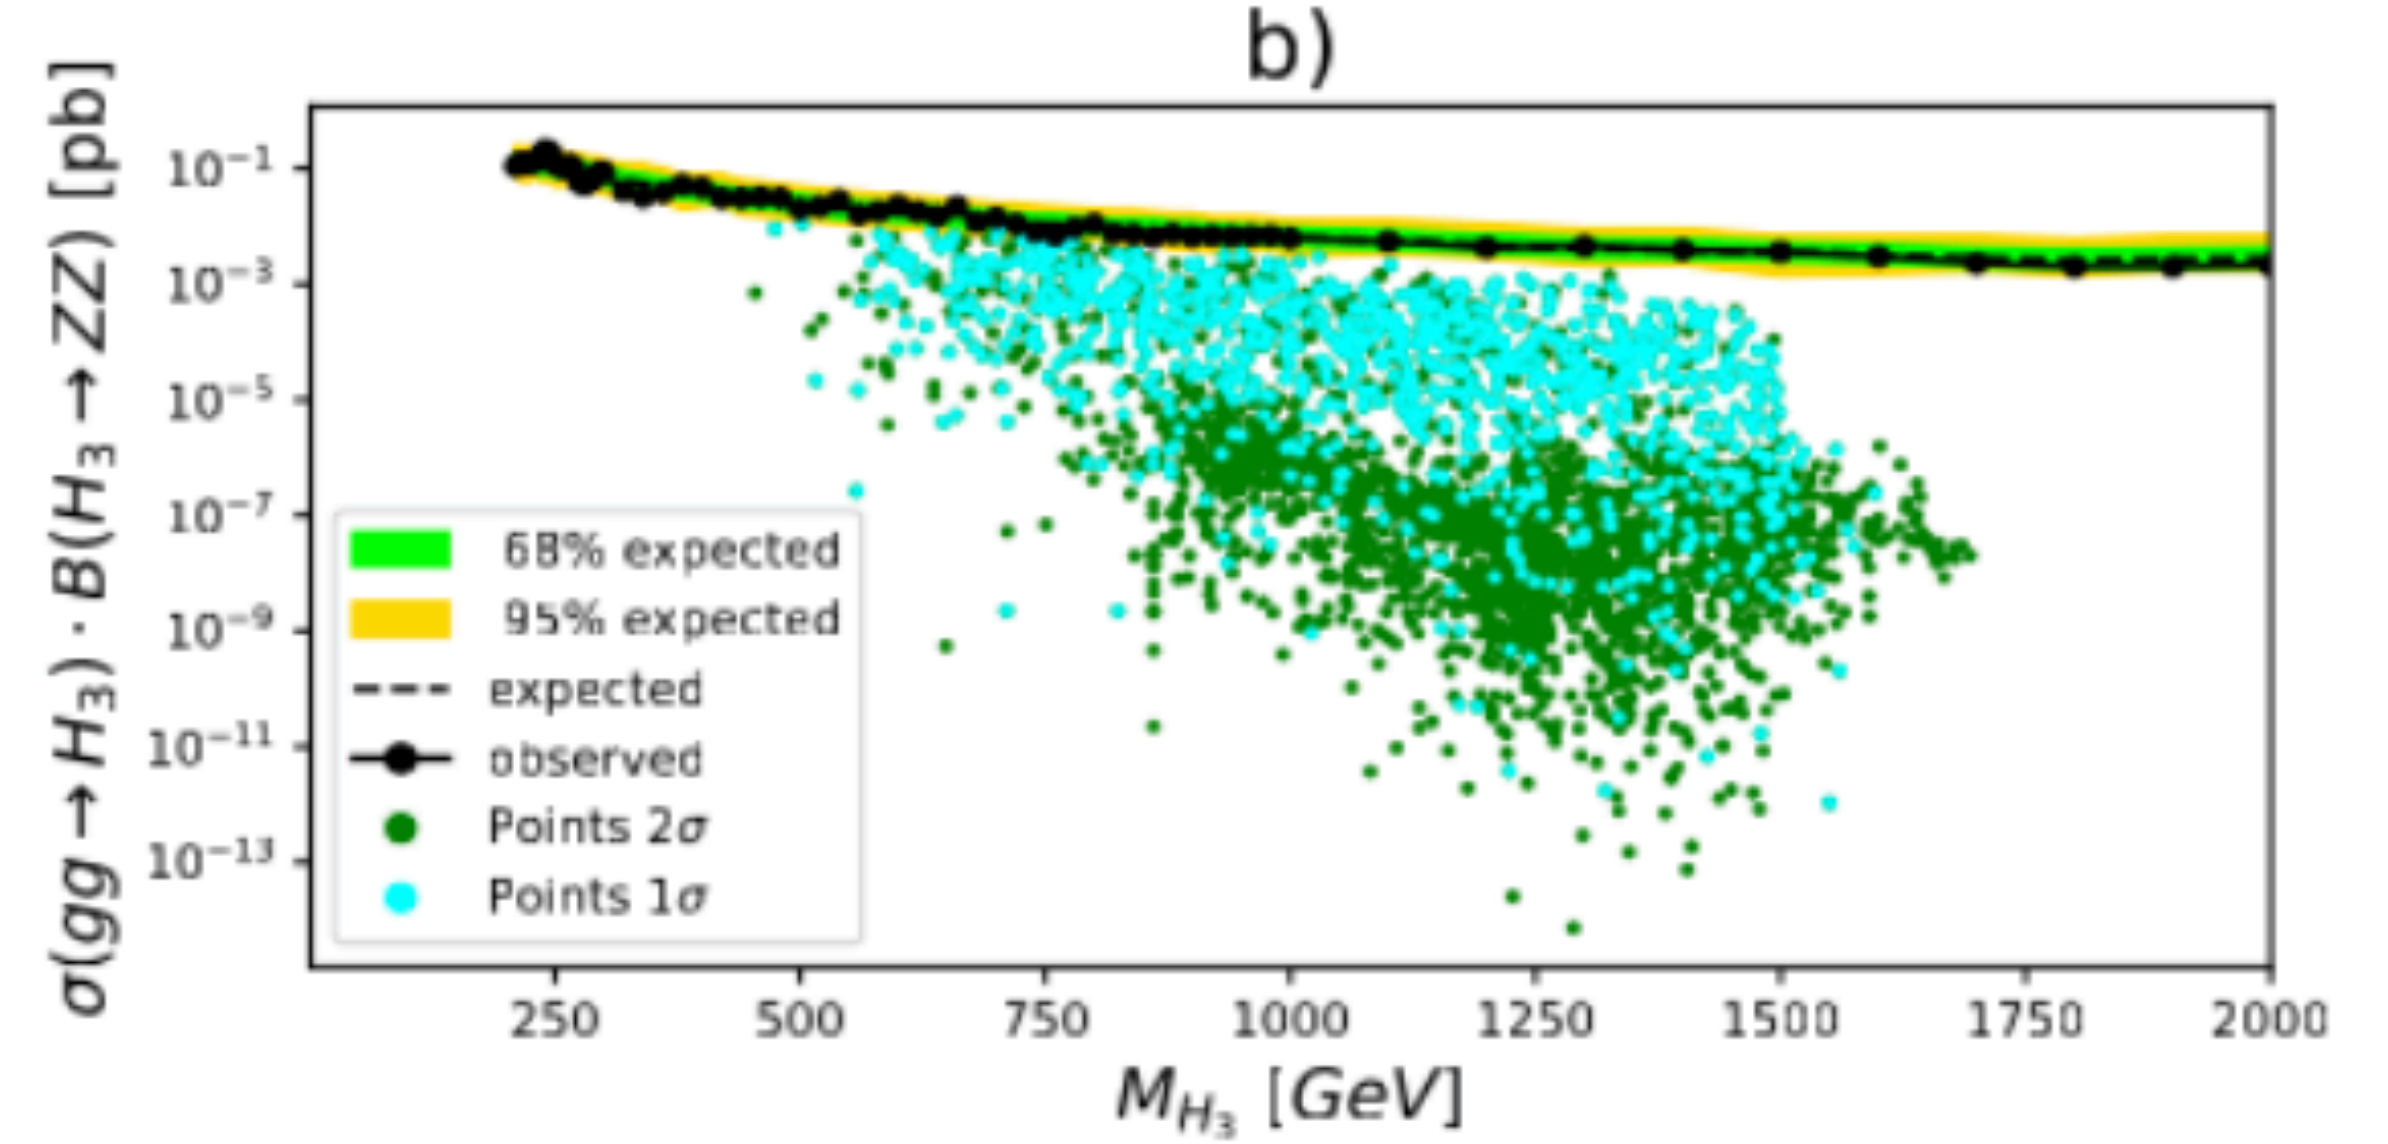 b)
σ(gg→H₃) · B(H₃→ZZ) [pb]
10⁻¹
10⁻³
10⁻⁵
10⁻⁷
10⁻⁹
10⁻¹¹
10⁻¹³
68% expected
95% expected
expected
observed
Points 2σ
Points 1σ
250 500 750 1000 1250 1500 1750 2000
M_H₃ [GeV]